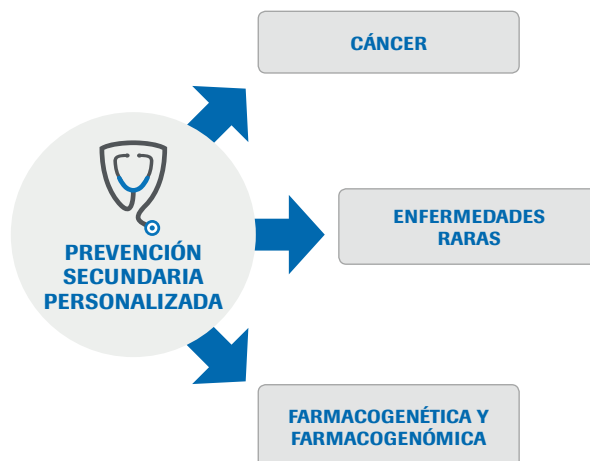 CÁNCER
PREVENCIÓN
SECUNDARIA
PERSONALIZADA
ENFERMEDADES
RARAS
FARMACOGENÉTICA Y
FARMACOGENÓMICA